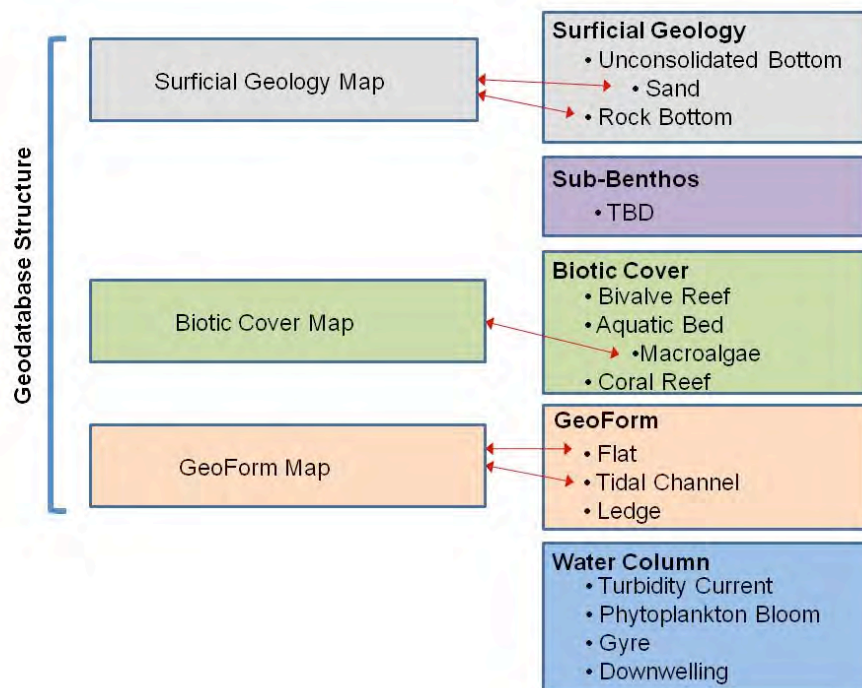 Geodatabase Structure
Surficial Geology Map
Surficial Geology
• Unconsolidated Bottom
• Sand
• Rock Bottom
Sub-Benthos
• TBD
Biotic Cover Map
Biotic Cover
• Bivalve Reef
• Aquatic Bed
• Macroalgae
• Coral Reef
GeoForm Map
GeoForm
• Flat
• Tidal Channel
• Ledge
Water Column
• Turbidity Current
• Phytoplankton Bloom
• Gyre
• Downwelling